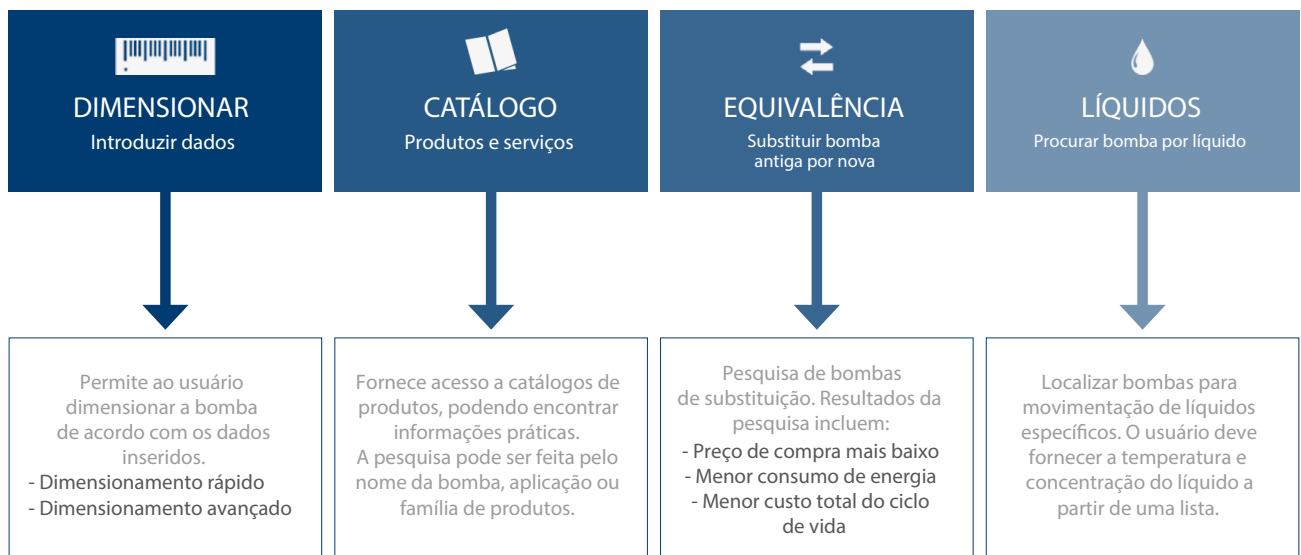 DIMENSIONAR
Introduzir dados
CATÁLOGO
Produtos e serviços
EQUIVALÊNCIA
Substituir bomba
antiga por nova
LÍQUIDOS
Procurar bomba por líquido
Permite ao usuário
dimensionar a bomba
de acordo com os dados
inseridos.
- Dimensionamento rápido
- Dimensionamento avançado
Fornece acesso a catálogos de
produtos, podendo encontrar
informações práticas.
A pesquisa pode ser feita pelo
nome da bomba, aplicação ou
família de produtos.
Pesquisa de bombas
de substituição. Resultados da
pesquisa incluem:
- Preço de compra mais baixo
- Menor consumo de energia
- Menor custo total do ciclo
de vida
Localizar bombas para
movimentação de líquidos
específicos. O usuário deve
fornecer a temperatura e
concentração do líquido a
partir de uma lista.